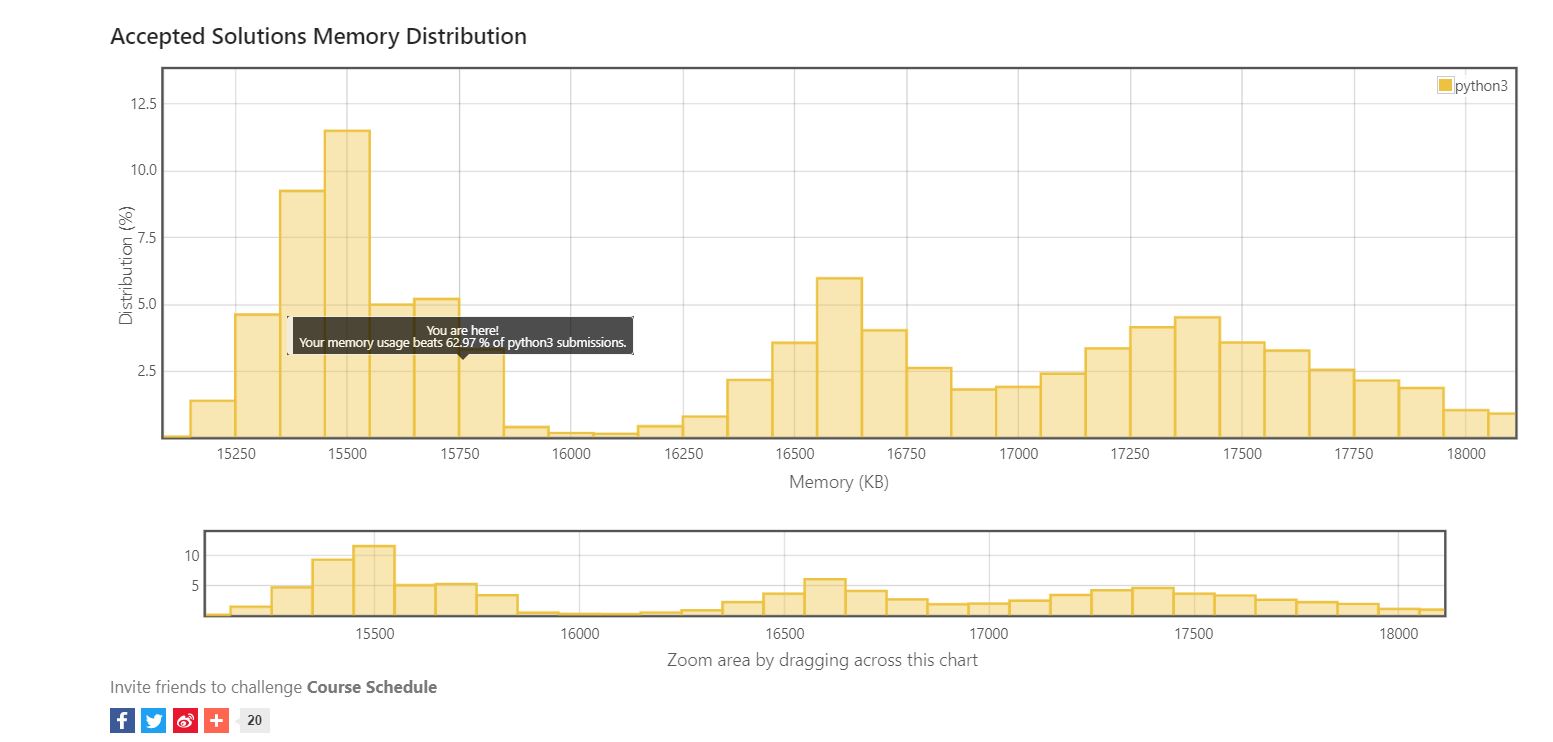 Accepted Solutions Memory Distribution
python3
12.5
10.0
7.5
5.0
2.5
Distribution (%)
You are here!
Your memory usage beats 62.97 % of python3 submissions.
15250 15500 15750 16000 16250 16500 16750 17000 17250 17500 17750 18000
Memory (KB)
10
5
15500 16000 16500 17000 17500 18000
Zoom area by dragging across this chart
Invite friends to challenge Course Schedule
20